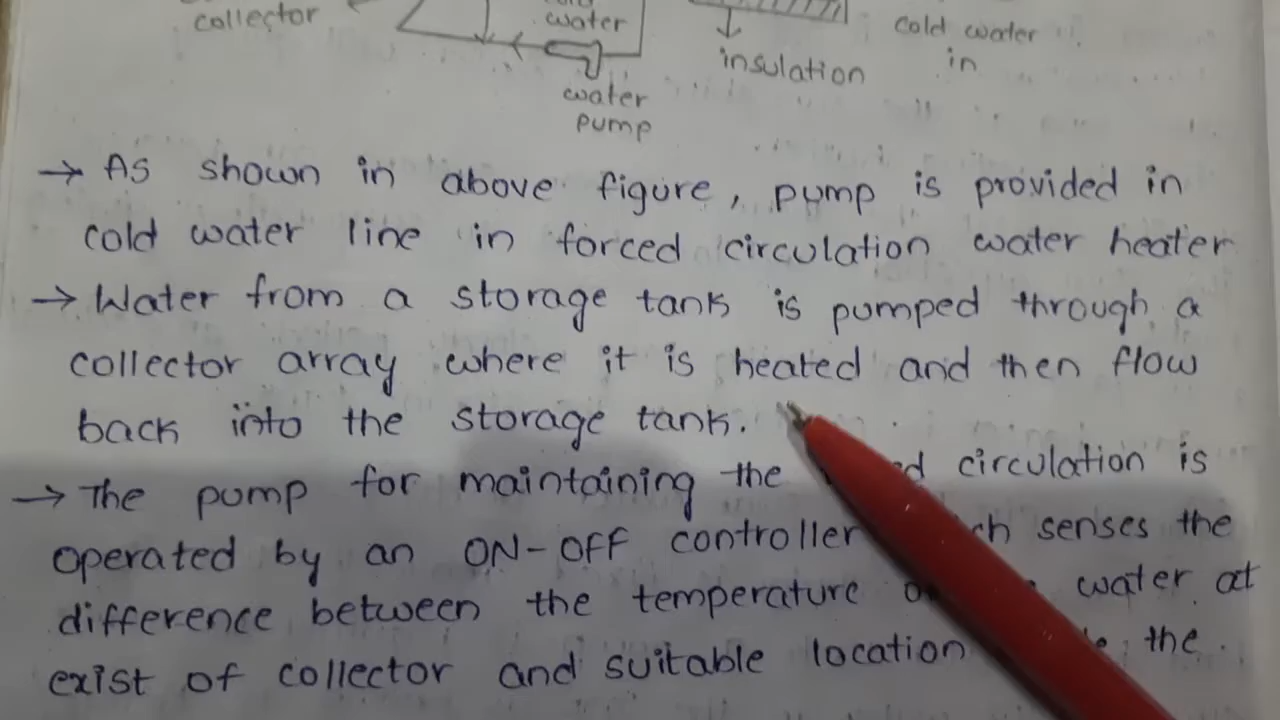 collector
water
cold water
in
insulation
water
pump
→ As shown in above figure, pump is provided in
cold water line in forced circulation water heater
→ Water from a storage tank is pumped through a
collector array where it is heated and then flow
back into the storage tank.
→ The pump for maintaining the circulation is
operated by an ON-OFF controller senses the
difference between the temperature water at
exist of collector and suitable location the